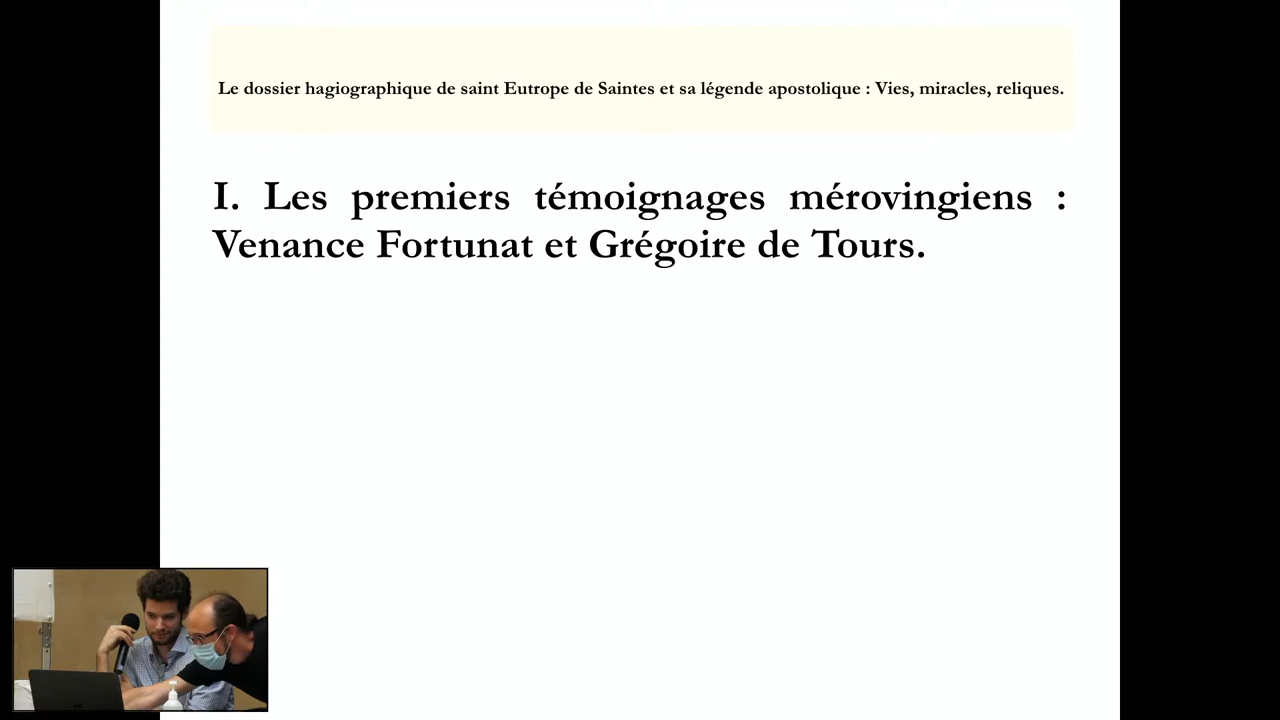 Le dossier hagiographique de saint Eutrope de Saintes et sa légende apostolique : Vies, miracles, reliques.
I. Les premiers témoignages mérovingiens :
Venance Fortunat et Grégoire de Tours.